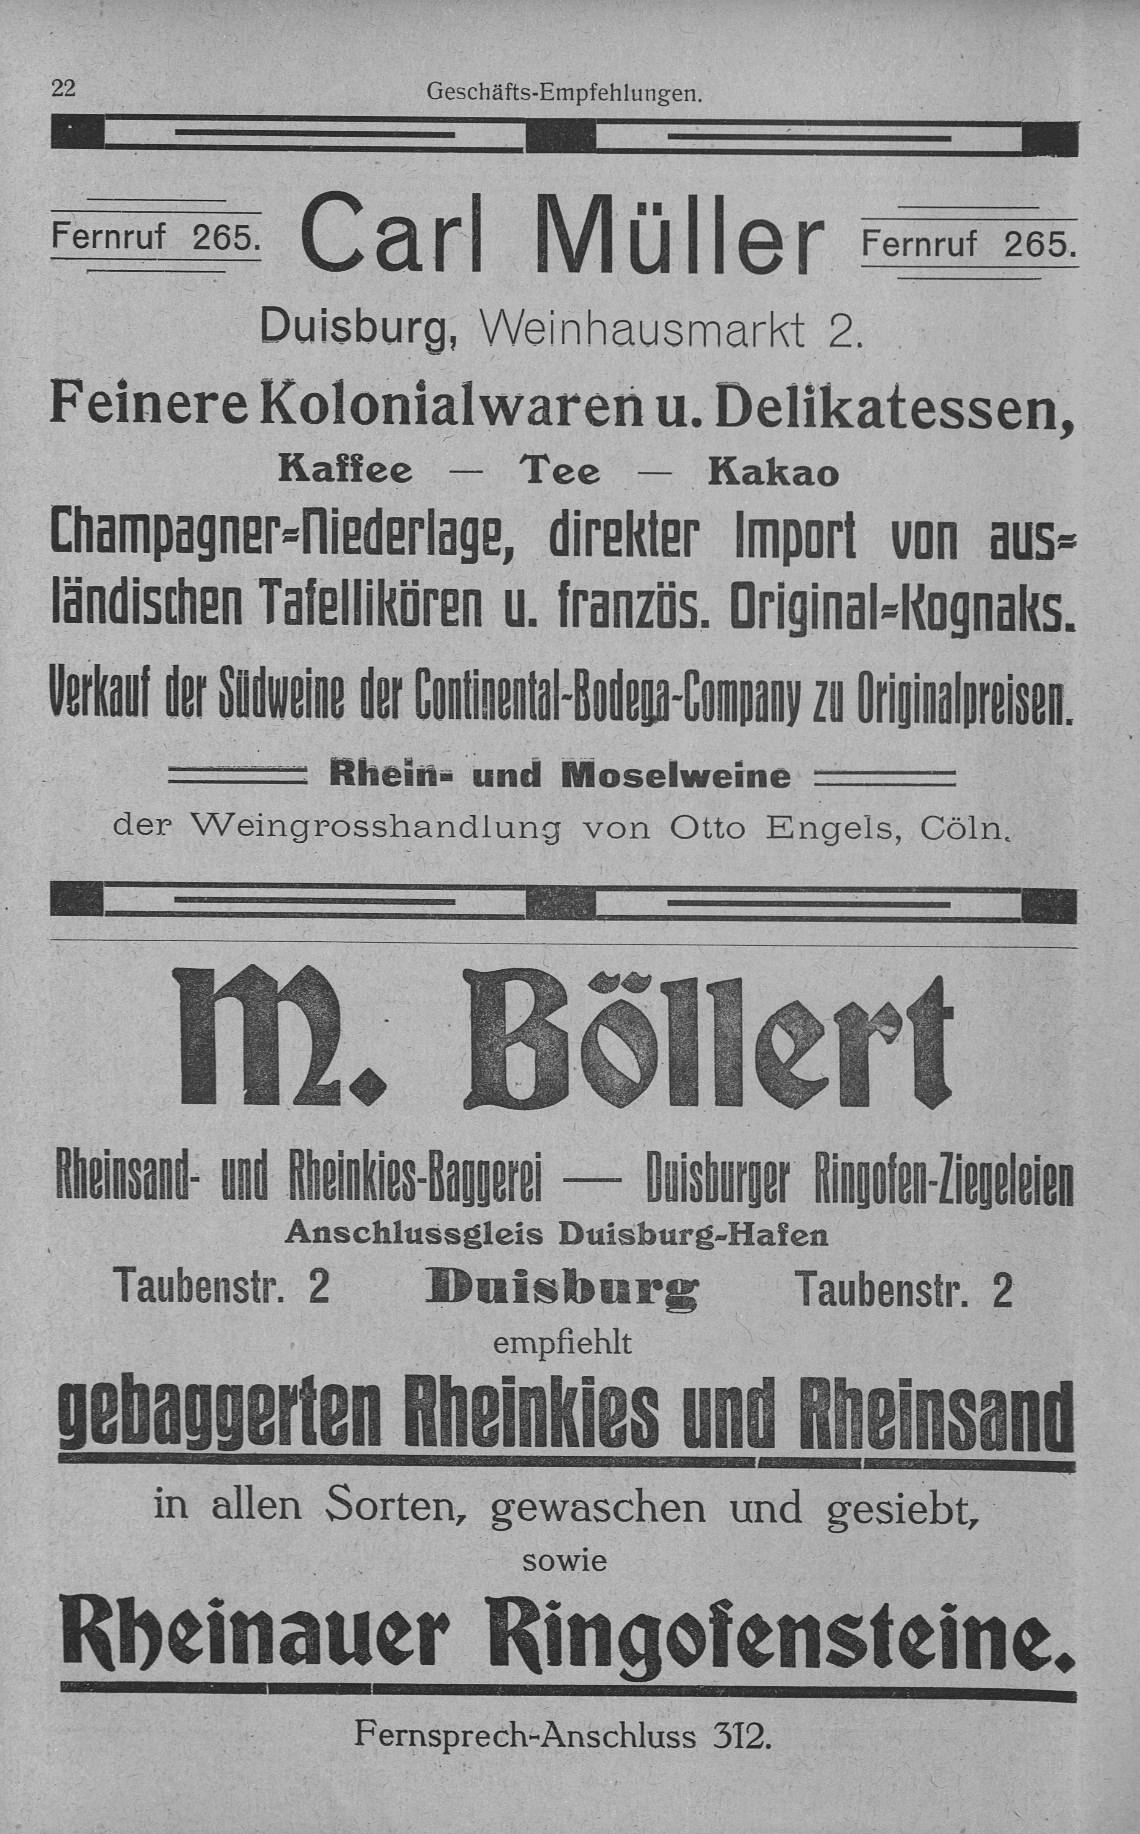 22
Geschäfts-Empfehlungen.
Fernruf 265. Carl Müller Fernruf 265.
Duisburg, Weinhausmarkt 2.
Feinere Kolonialwaren u. Delikatessen,
Kaffee — Tee — Kakao
Champagner-Niederlage, direkter Import von aus-
ländischen Tafellikören u. französ. Original-Kognaks.
Verkauf der Südweine der Continental-Bodega-Company zu Originalpreisen.
Rhein- und Moselweine
der Weingrosshandlung von Otto Engels, Cöln.
M. Böllert
Rheinsand- und Rheinkies-Baggerei — Duisburger Ringofen-Ziegeleien
Anschlussgleis Duisburg-Hafen
Taubenstr. 2 Duisburg Taubenstr. 2
empfiehlt
gebaggerten Rheinkies und Rheinsand
in allen Sorten, gewaschen und gesiebt,
sowie
Rheinauer Ringofensteine.
Fernsprech-Anschluss 312.